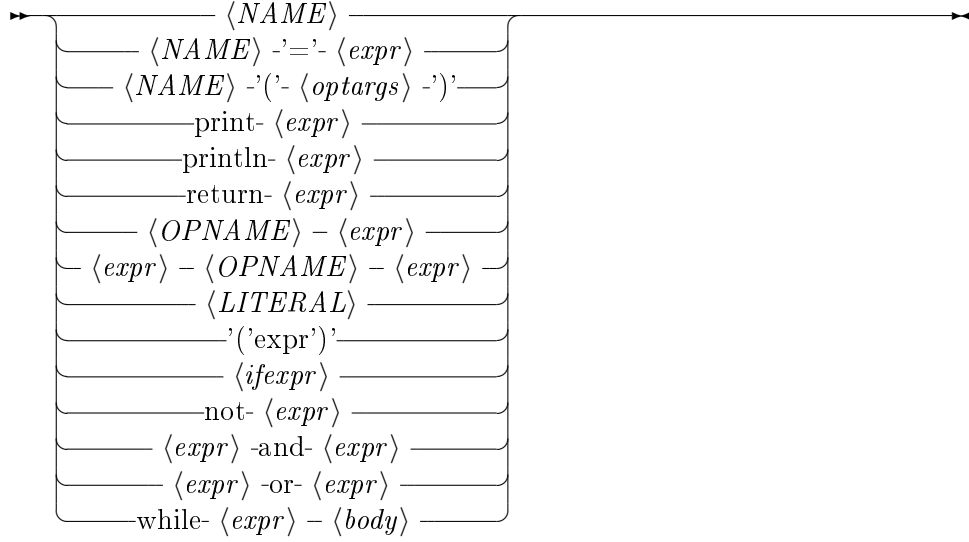 ⟨NAME⟩
⟨NAME⟩ -'='- ⟨expr⟩
⟨NAME⟩ -'('- ⟨optargs⟩ -')'
print- ⟨expr⟩
println- ⟨expr⟩
return- ⟨expr⟩
⟨OPNAME⟩ – ⟨expr⟩
⟨expr⟩ – ⟨OPNAME⟩ – ⟨expr⟩
⟨LITERAL⟩
'('expr')'
⟨ifexpr⟩
not- ⟨expr⟩
⟨expr⟩ -and- ⟨expr⟩
⟨expr⟩ -or- ⟨expr⟩
while- ⟨expr⟩ – ⟨body⟩